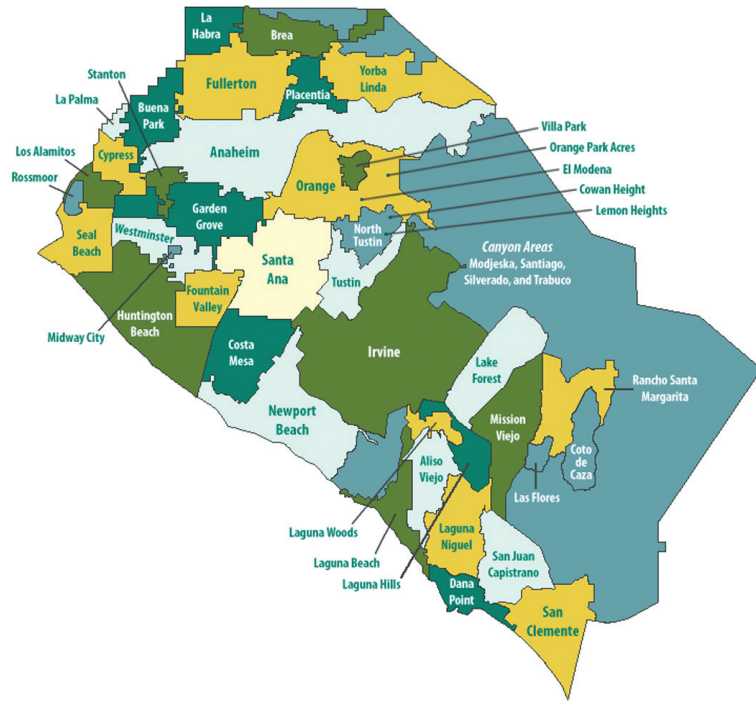 La
Habra
Brea
Stanton
Fullerton
Yorba
Linda
La Palma
Placentia
Buena
Park
Villa Park
Los Alamitos
Cypress
Anaheim
Orange Park Acres
Rossmoor
Orange
El Modena
Cowan Height
Garden
Grove
North
Tustin
Lemon Heights
Seal
Beach
Westminster
Santa
Ana
Canyon Areas
Modjeska, Santiago,
Silverado, and Trabuco
Tustin
Fountain
Valley
Huntington
Beach
Midway City
Costa
Mesa
Irvine
Lake
Forest
Rancho Santa
Margarita
Newport
Beach
Mission
Viejo
Aliso
Viejo
Coto
de
Caza
Las Flores
Laguna Woods
Laguna
Niguel
Laguna Beach
San Juan
Capistrano
Laguna Hills
Dana
Point
San
Clemente